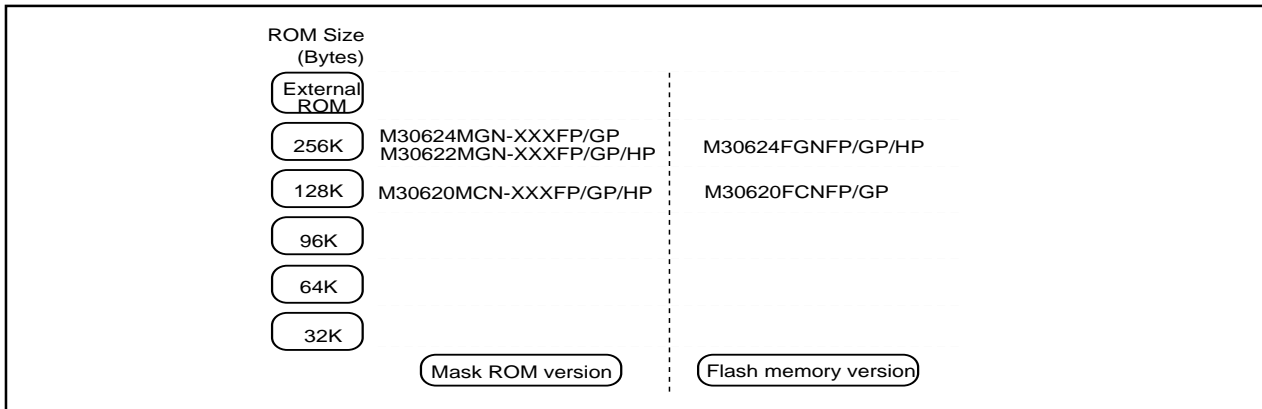 ROM Size
(Bytes)
External
ROM
256K
M30624MGN-XXXFP/GP
M30622MGN-XXXFP/GP/HP
M30624FGNFP/GP/HP
128K
M30620MCN-XXXFP/GP/HP
M30620FCNFP/GP
96K
64K
32K
Mask ROM version
Flash memory version